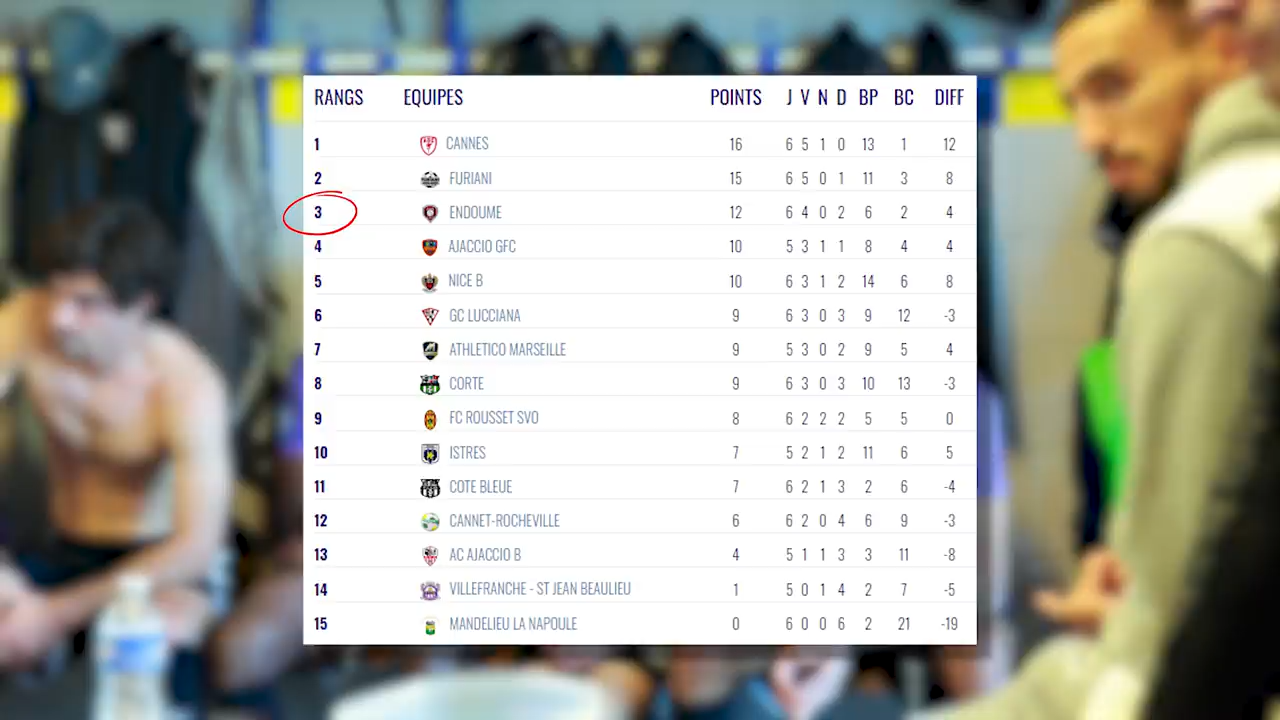 RANGS EQUIPES POINTS J V N D BP BC DIFF
1 CANNES 16 6 5 1 0 13 1 12
2 FURIANI 15 6 5 0 1 11 3 8
3 ENDOUME 12 6 4 0 2 6 2 4
4 AJACCIO GFC 10 5 3 1 1 8 4 4
5 NICE B 10 6 3 1 2 14 6 8
6 GC LUCCIANA 9 6 3 0 3 9 12 -3
7 ATHLETICO MARSEILLE 9 5 3 0 2 9 5 4
8 CORTE 9 6 3 0 3 10 13 -3
9 FC ROUSSET SVO 8 6 2 2 2 5 5 0
10 ISTRES 7 5 2 1 2 11 6 5
11 COTE BLEUE 7 6 2 1 3 2 6 -4
12 CANNET-ROCHEVILLE 6 6 2 0 4 6 9 -3
13 AC AJACCIO B 4 5 1 1 3 3 11 -8
14 VILLEFRANCHE - ST JEAN BEAULIEU 1 5 0 1 4 2 7 -5
15 MANDELIEU LA NAPOULE 0 6 0 0 6 2 21 -19